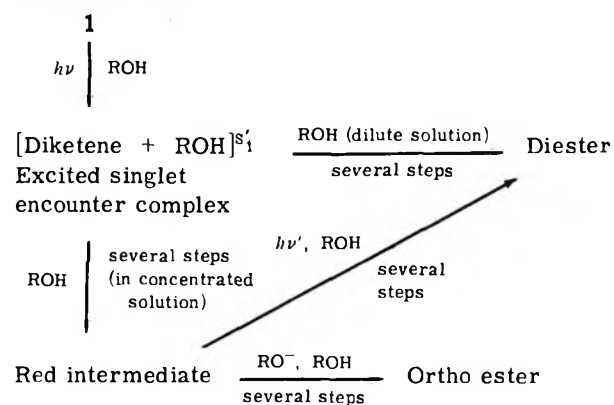 1
hν ROH
[Diketene + ROH]S′1 ROH (dilute solution) Diester
several steps
Excited singlet
encounter complex
hν′, ROH
several
steps
ROH several steps
(in concentrated
solution)
Red intermediate RO−, ROH Ortho ester
several steps